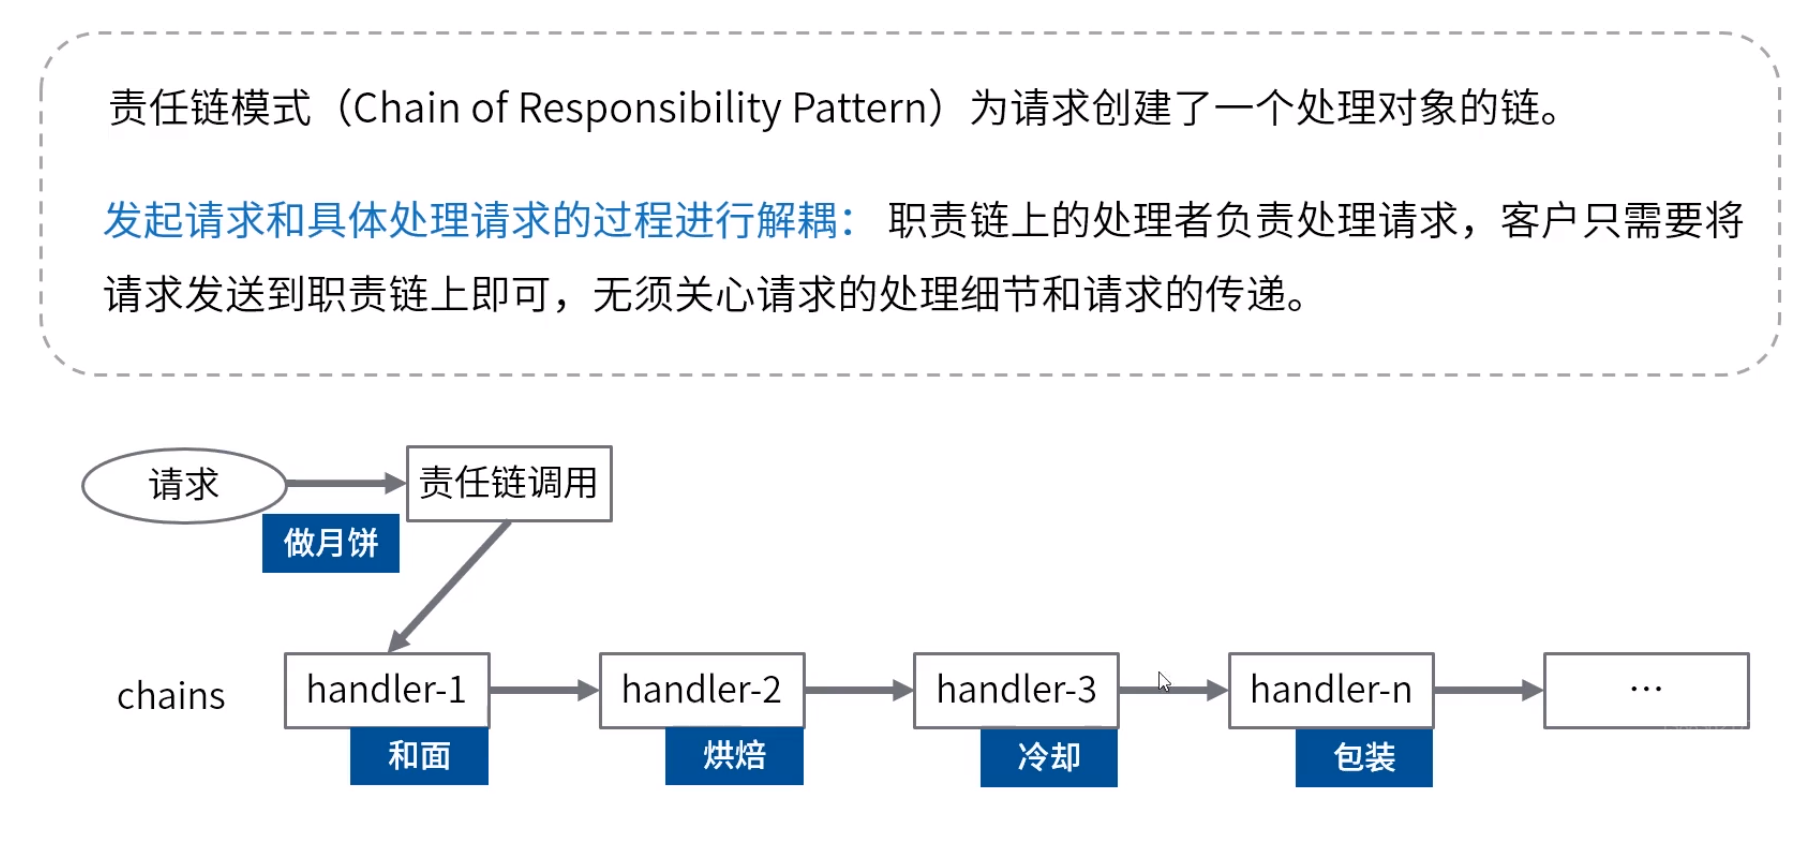 责任链模式（Chain of Responsibility Pattern）为请求创建了一个处理对象的链。
发起请求和具体处理请求的过程进行解耦： 职责链上的处理者负责处理请求，客户只需要将
请求发送到职责链上即可，无须关心请求的处理细节和请求的传递。
请求
责任链调用
做月饼
chains
handler-1
handler-2
handler-3
handler-n
…
和面
烘焙
冷却
包装